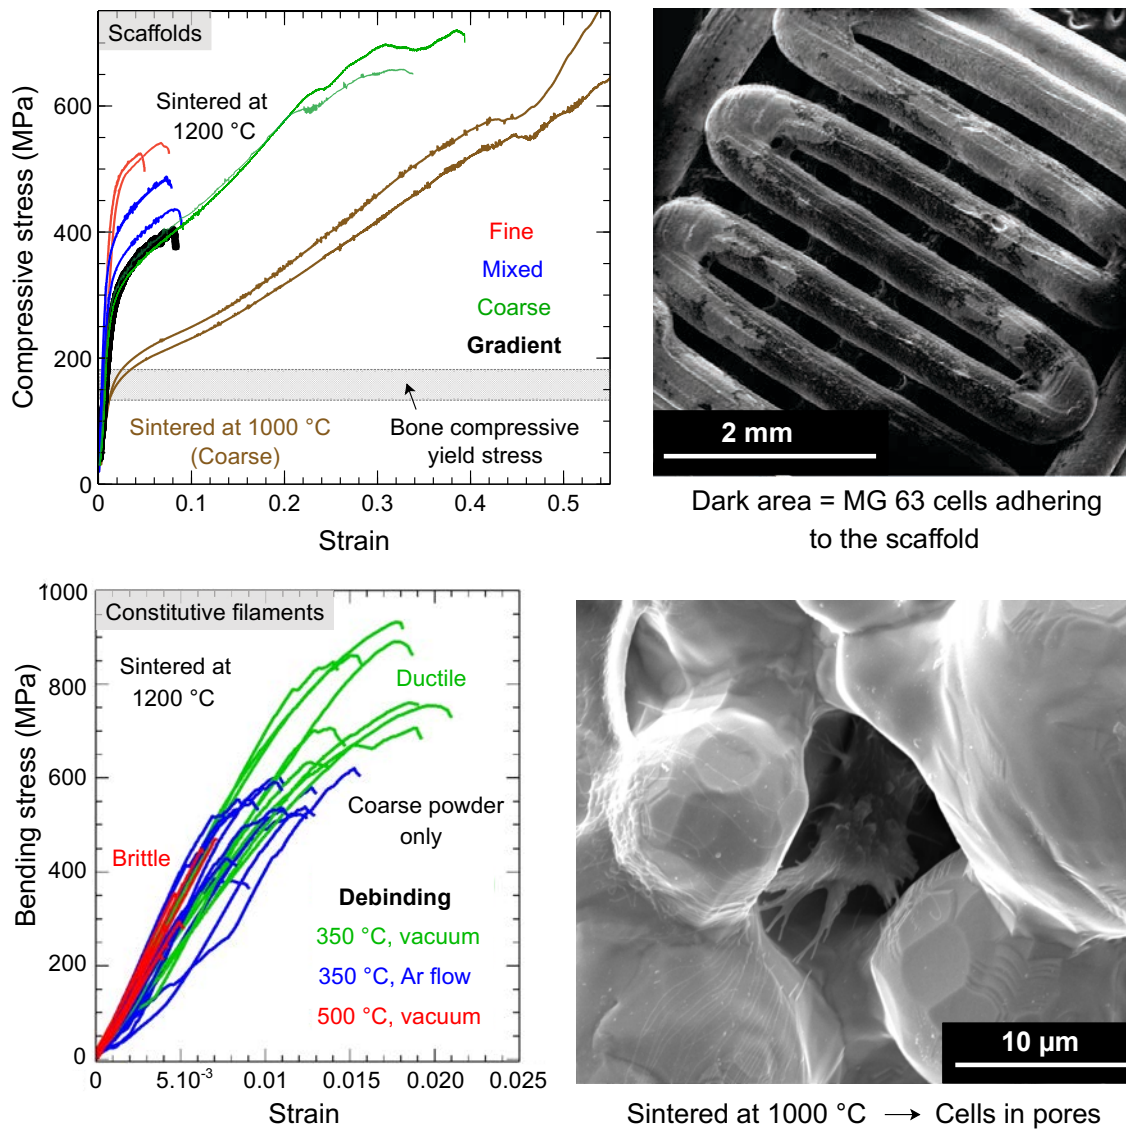 Scaffolds
Compressive stress (MPa)
600
400
200
0
Sintered at
1200 °C
Fine
Mixed
Coarse
Gradient
Sintered at 1000 °C
(Coarse)
Bone compressive
yield stress
0
0.1
0.2
0.3
0.4
0.5
Strain
2 mm
Dark area = MG 63 cells adhering
to the scaffold
Constitutive filaments
Bending stress (MPa)
1000
800
600
400
200
0
Sintered at
1200 °C
Ductile
Coarse powder
only
Brittle
Debinding
350 °C, vacuum
350 °C, Ar flow
500 °C, vacuum
0
5.10⁻³
0.01
0.015
0.02
0.025
Strain
10 µm
Sintered at 1000 °C → Cells in pores